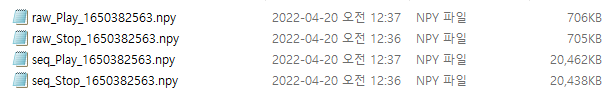 raw_Play_1650382563.npy 2022-04-20 오전 12:37 NPY 파일 706KB
raw_Stop_1650382563.npy 2022-04-20 오전 12:36 NPY 파일 705KB
seq_Play_1650382563.npy 2022-04-20 오전 12:37 NPY 파일 20,462KB
seq_Stop_1650382563.npy 2022-04-20 오전 12:36 NPY 파일 20,438KB